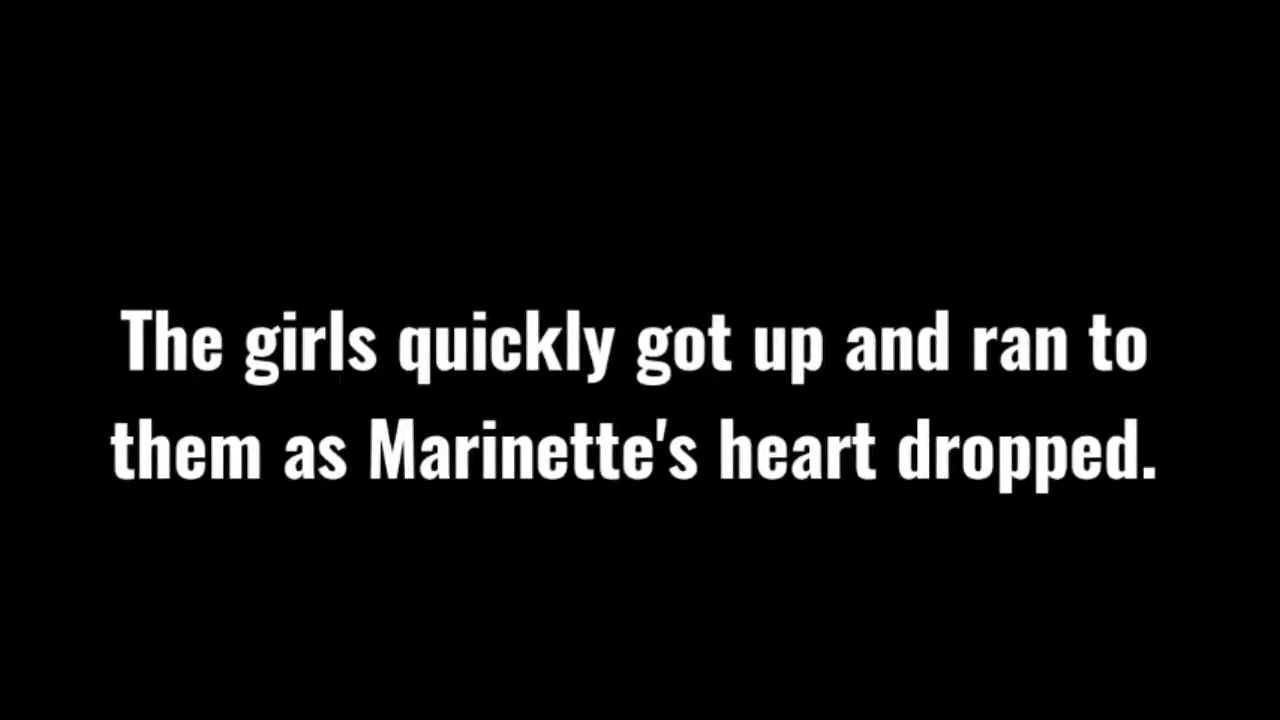 The girls quickly got up and ran to
them as Marinette's heart dropped.